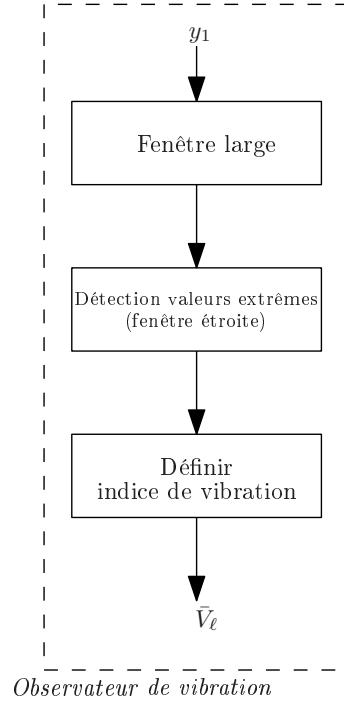 y₁
Fenêtre large
Détection valeurs extrêmes
(fenêtre étroite)
Définir
indice de vibration
V̄ℓ
Observateur de vibration